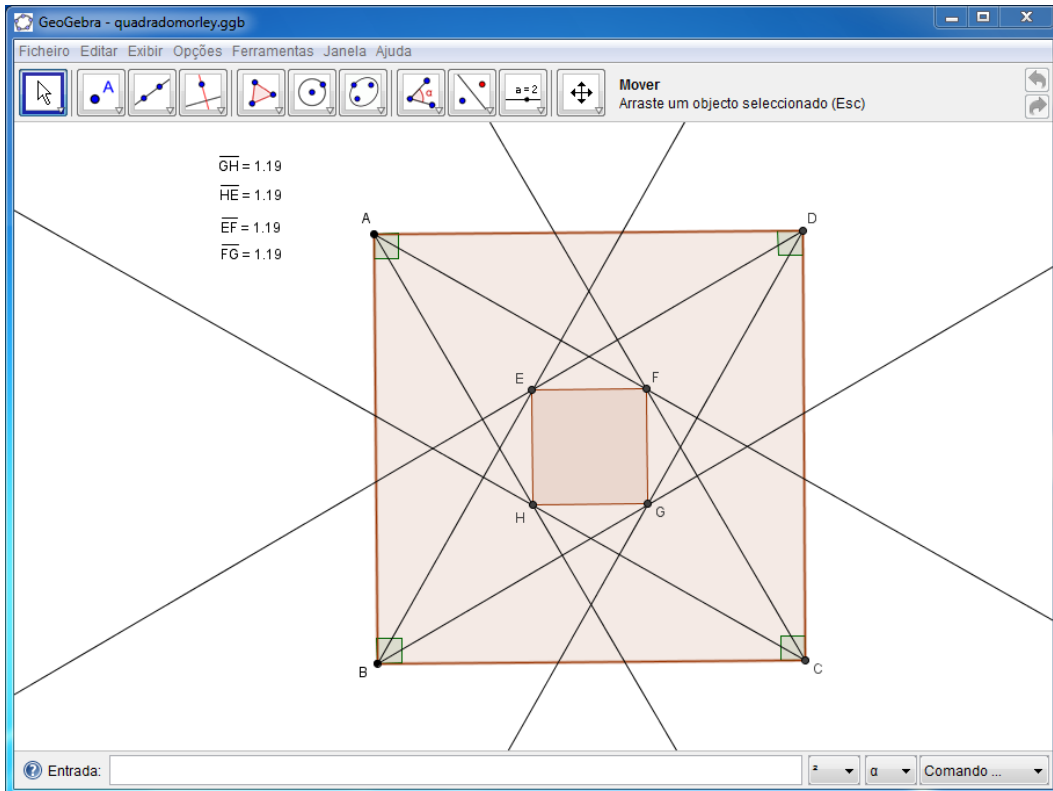 GeoGebra - quadradomorley.ggb
Ficheiro Editar Exibir Opções Ferramentas Janela Ajuda
A
α
a = 2
Mover
Arraste um objecto seleccionado (Esc)
GH = 1.19
HE = 1.19
EF = 1.19
FG = 1.19
A
D
E
F
H
G
B
C
Entrada:
²
α
Comando ...